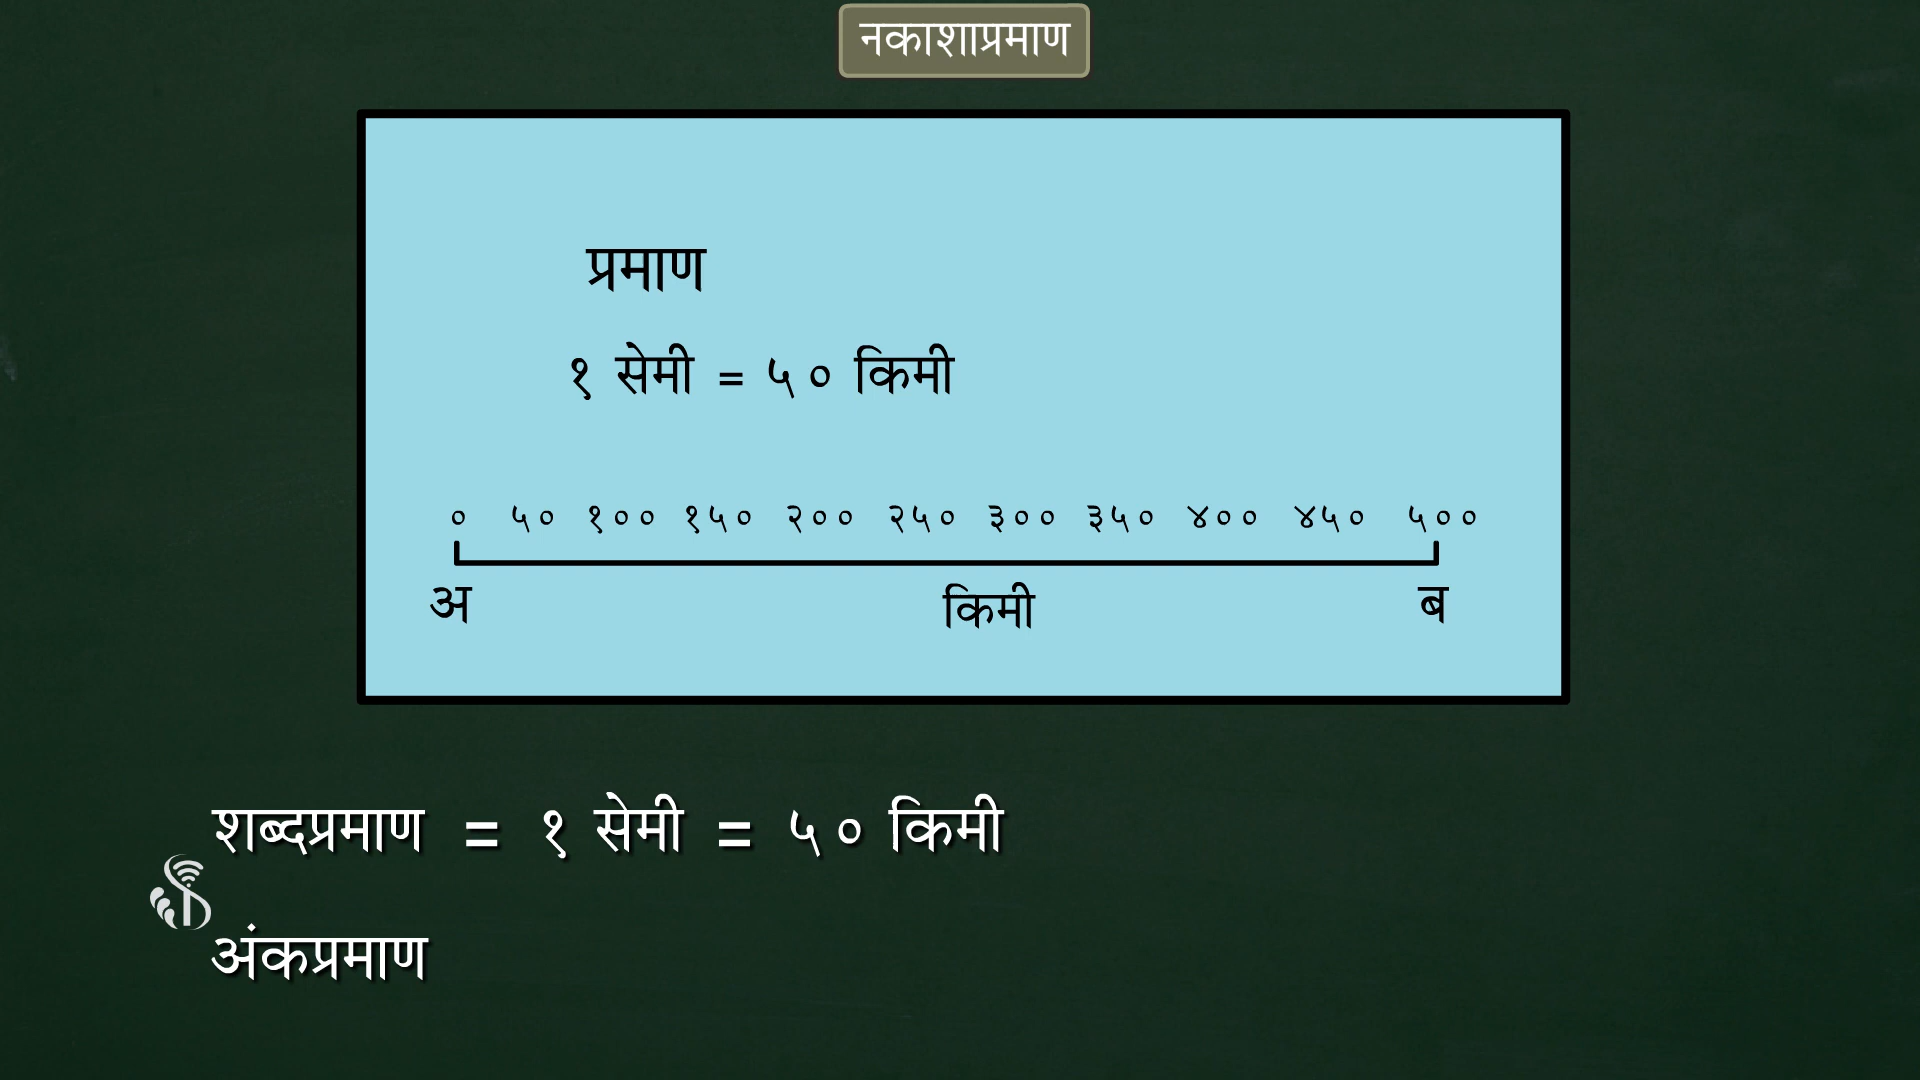 नकाशाप्रमाण
प्रमाण
१ सेमी = ५० किमी
० ५० १०० १५० २०० २५० ३०० ३५० ४०० ४५० ५००
अ किमी ब
शब्दप्रमाण = १ सेमी = ५० किमी
अंकप्रमाण